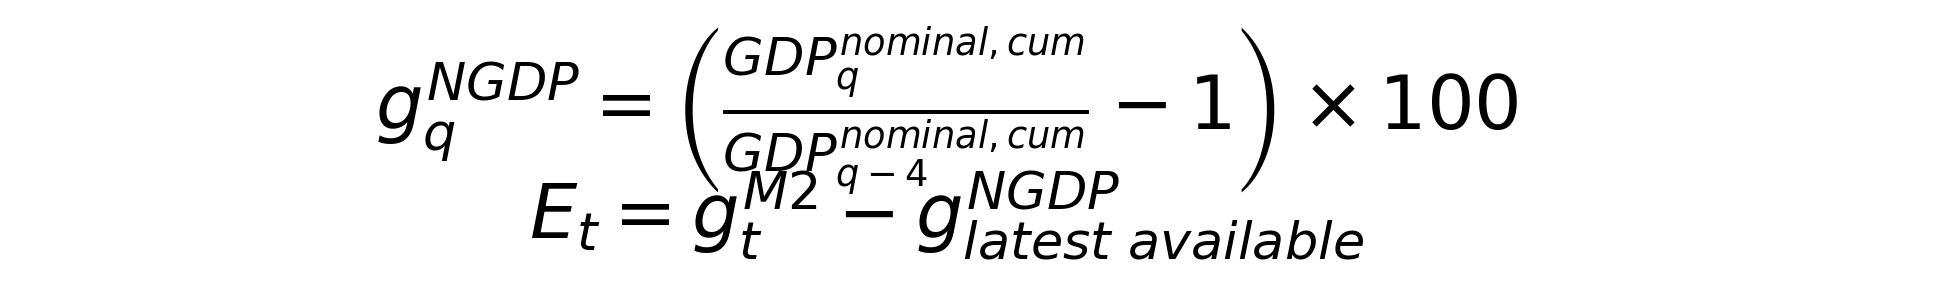 g_q^{NGDP} = \left( \frac{GDP_q^{nominal,cum}}{GDP_{q-4}^{nominal,cum}} - 1 \right) \times 100
E_t = g_t^{M2} - g_{latest\ available}^{NGDP}